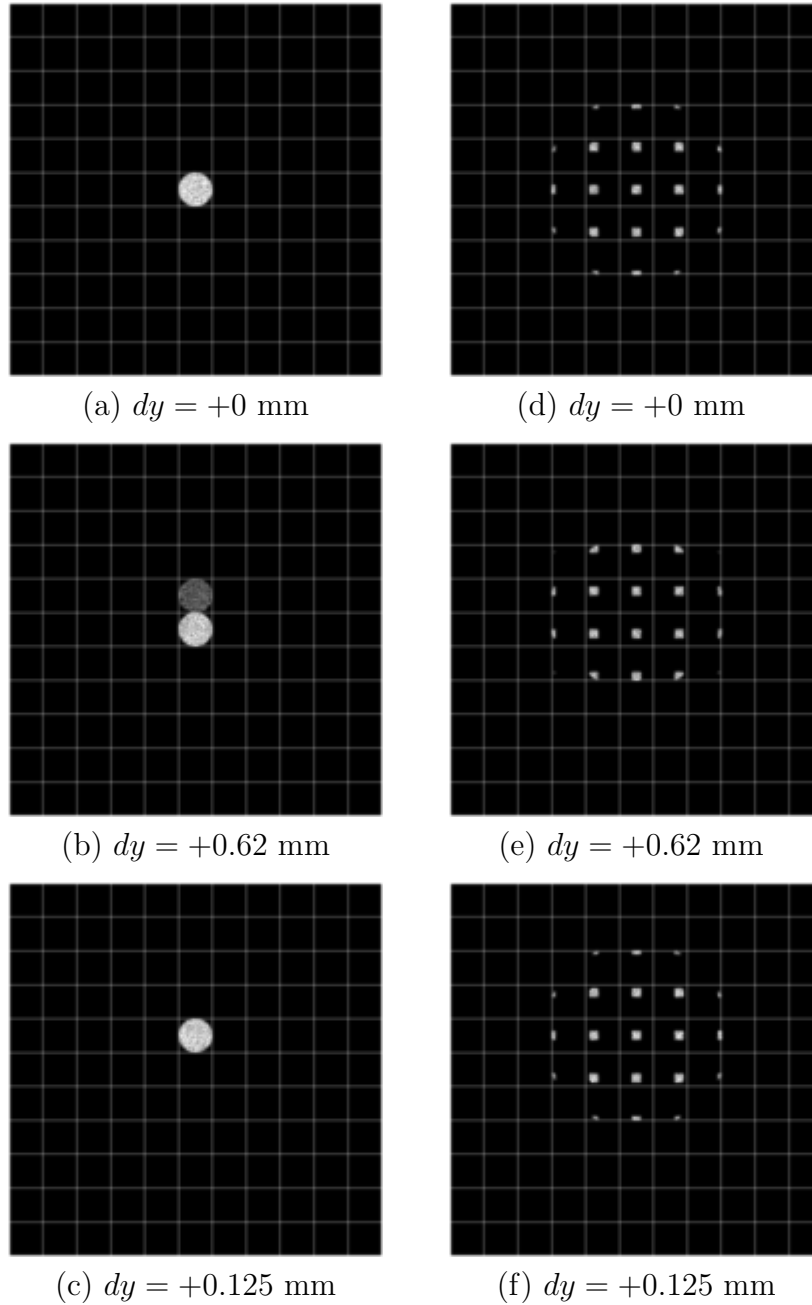 (a) dy = +0 mm
(d) dy = +0 mm
(b) dy = +0.62 mm
(e) dy = +0.62 mm
(c) dy = +0.125 mm
(f) dy = +0.125 mm